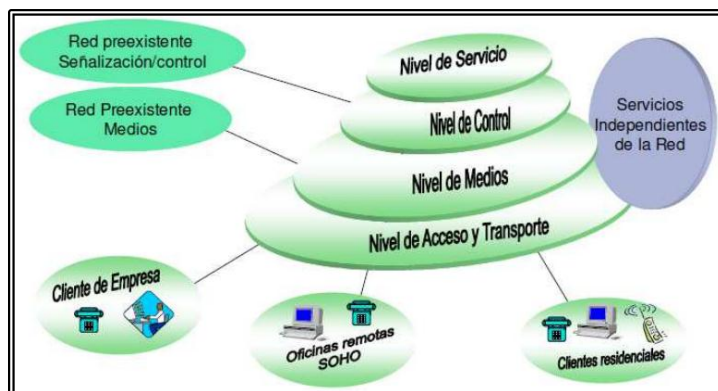 Red preexistente
Señalización/control
Red Preexistente
Medios
Nivel de Servicio
Nivel de Control
Nivel de Medios
Nivel de Acceso y Transporte
Servicios
Independientes
de la Red
Cliente de Empresa
Oficinas remotas
SOHO
Clientes residenciales